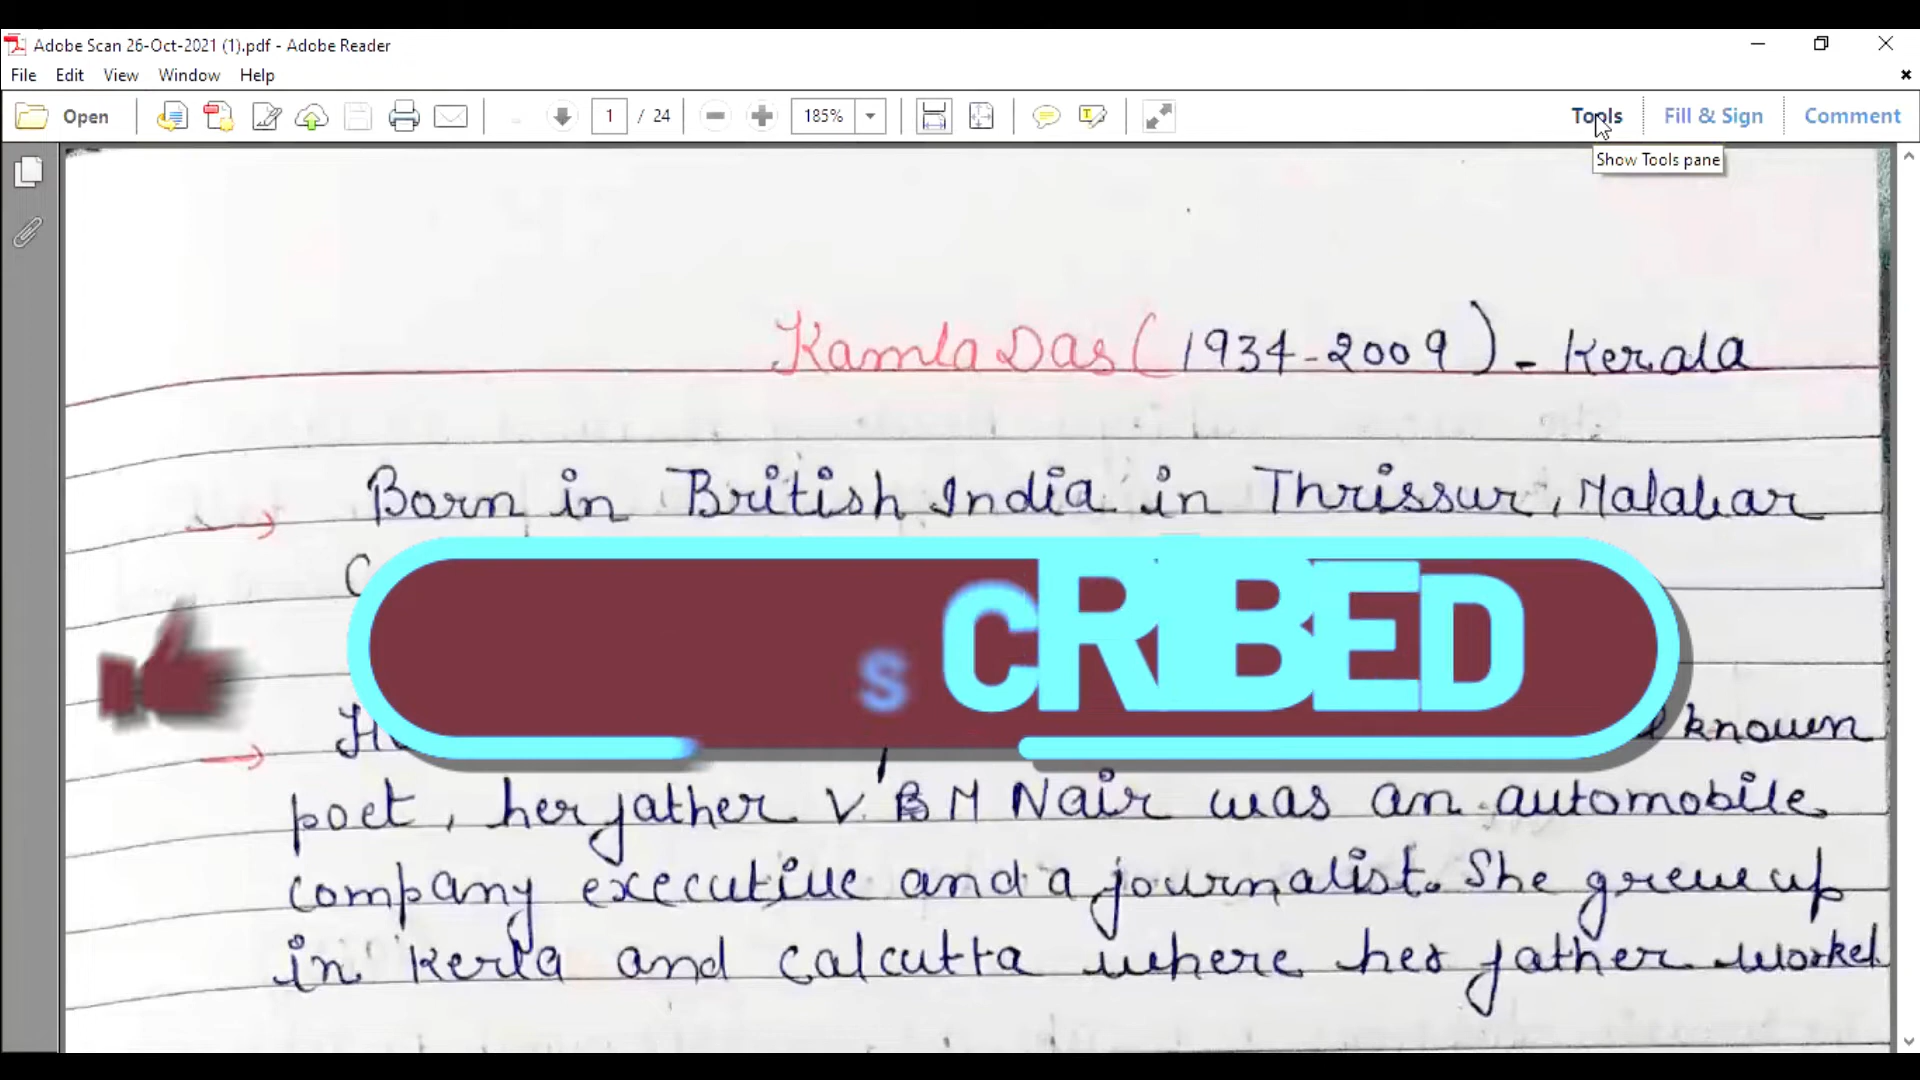 Adobe Scan 26-Oct-2021 (1).pdf - Adobe Reader
File Edit View Window Help
Open 1 / 24 185% Tools Fill & Sign Comment
Show Tools pane
Kamla Das (1934-2009) - Kerala
Born in British India in Thrissur, Malabar
S CRIBED
known
poet, her father V. B M Nair was an automobile
company executive and a journalist. She grew up
in Kerla and Calcutta where her father worked